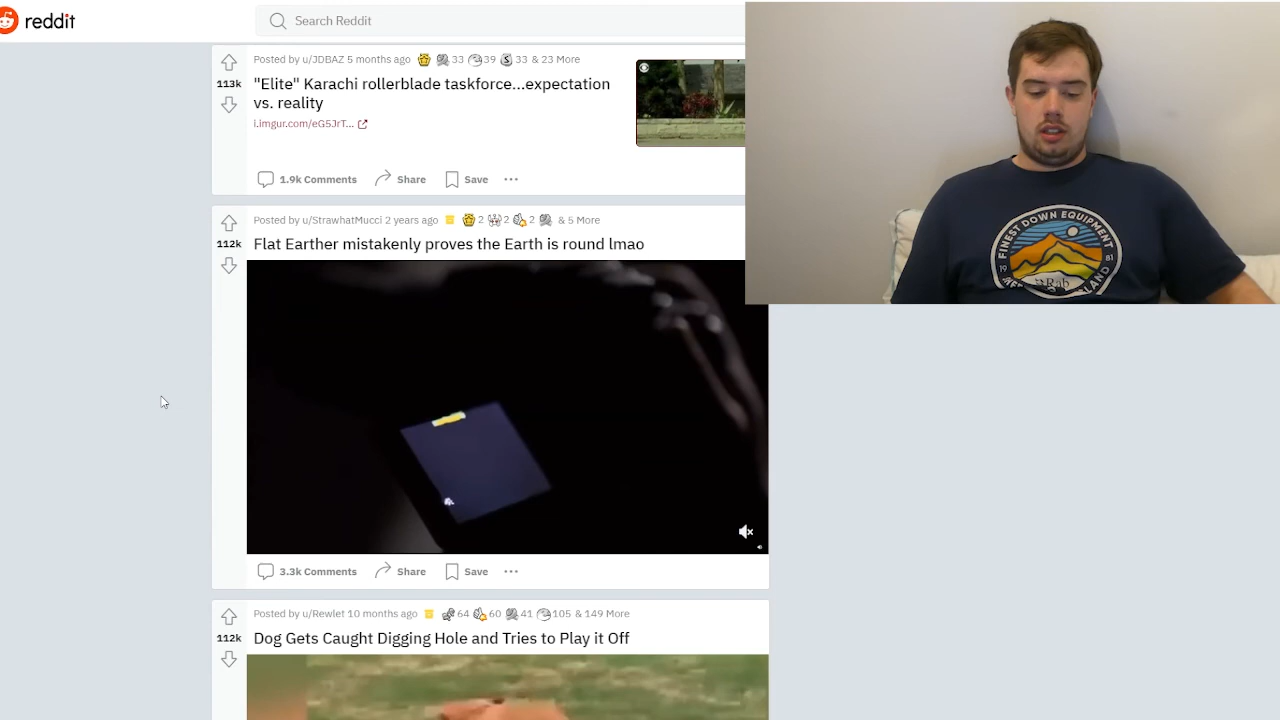 reddit
Search Reddit
Posted by u/JDBAZ 5 months ago 33 39 33 & 23 More
113k
"Elite" Karachi rollerblade taskforce...expectation
vs. reality
i.imgur.com/eG5JrT...
1.9k Comments Share Save
Posted by u/StrawhatMucci 2 years ago 2 2 2 & 5 More
112k
Flat Earther mistakenly proves the Earth is round lmao
3.3k Comments Share Save
Posted by u/Rewlet 10 months ago 64 60 41 105 & 149 More
112k
Dog Gets Caught Digging Hole and Tries to Play it Off
FINEST DOWN EQUIPMENT
19 81